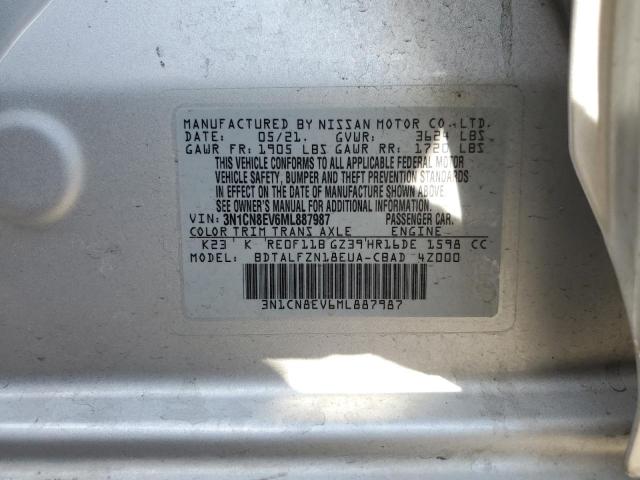 MANUFACTURED BY NISSAN MOTOR CO.,LTD.
DATE: 05/21. GVWR: 3624 LBS
GAWR FR: 1905 LBS GAWR RR: 1720 LBS
THIS VEHICLE CONFORMS TO ALL APPLICABLE FEDERAL MOTOR
VEHICLE SAFETY, BUMPER AND THEFT PREVENTION STANDARDS
IN EFFECT ON THE DATE OF MANUFACTURE SHOWN ABOVE.
SEE OWNERS MANUAL FOR ADDITIONAL INFORMATION
VIN: 3N1CN8EV6ML887987 PASSENGER CAR.
COLOR TRIM TRANS AXLE ENGINE
K23 K RE0F11B GZ39 HR16DE 1598 CC
MODEL: BDTALFZN18EUA-CBAD 4Z000
3N1CN8EV6ML887987